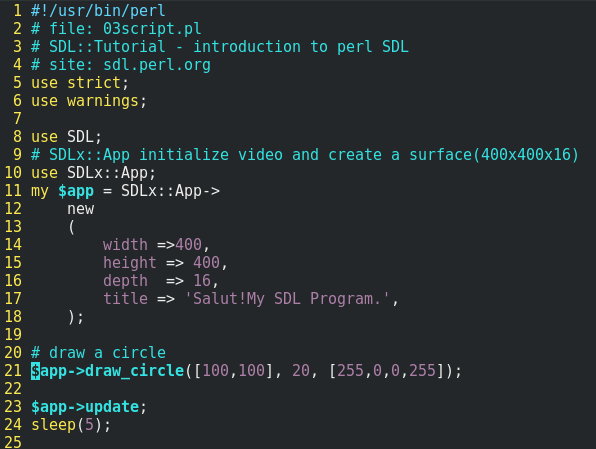 1 #!/usr/bin/perl
2 # file: 03script.pl
3 # SDL::Tutorial - introduction to perl SDL
4 # site: sdl.perl.org
5 use strict;
6 use warnings;
7
8 use SDL;
9 # SDLx::App initialize video and create a surface(400x400x16)
10 use SDLx::App;
11 my $app = SDLx::App->
12     new
13     (
14         width =>400,
15         height => 400,
16         depth  => 16,
17         title => 'Salut!My SDL Program.',
18     );
19
20 # draw a circle
21 $app->draw_circle([100,100], 20, [255,0,0,255]);
22
23 $app->update;
24 sleep(5);
25